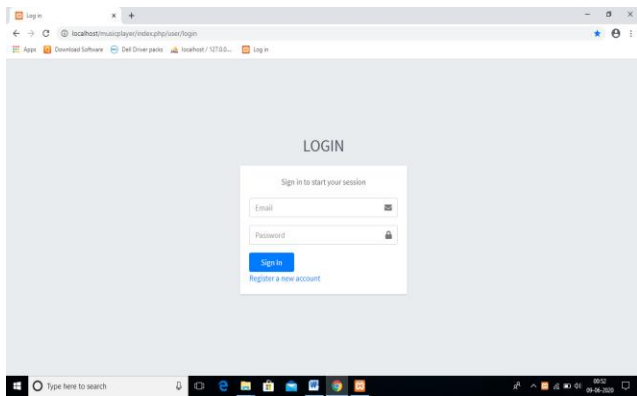 Log in
localhost/musicplayer/index.php/user/login
Apps Download Software Dell Driver packs localhost / 127.0.0... Log in
LOGIN
Sign in to start your session
Email
Password
Sign In
Register a new account
Type here to search
00:52
09-06-2020